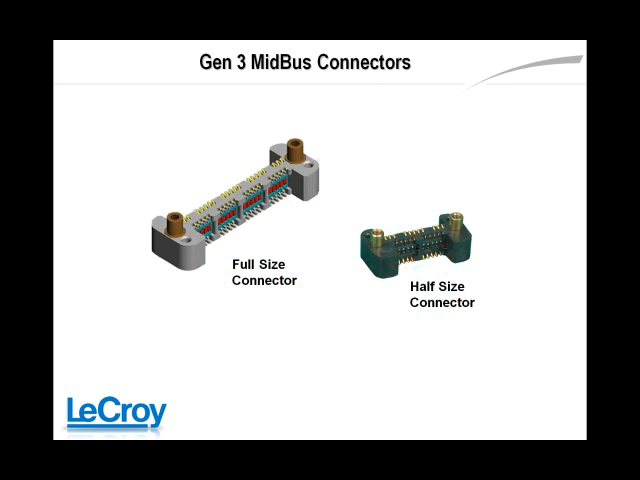 Gen 3 MidBus Connectors
Full Size
Connector
Half Size
Connector
LeCroy